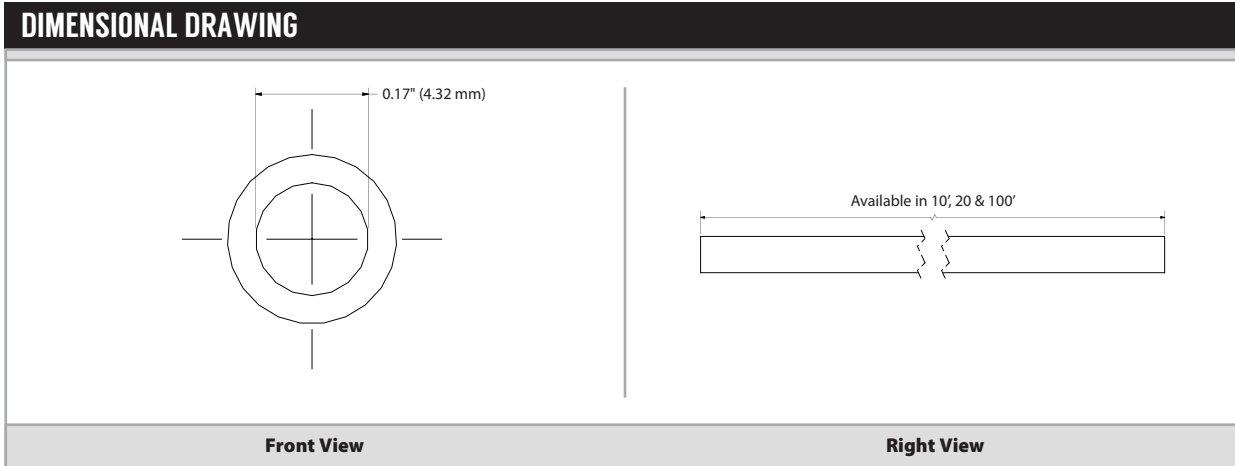 DIMENSIONAL DRAWING
0.17" (4.32 mm)
Available in 10', 20 & 100'
Front View
Right View